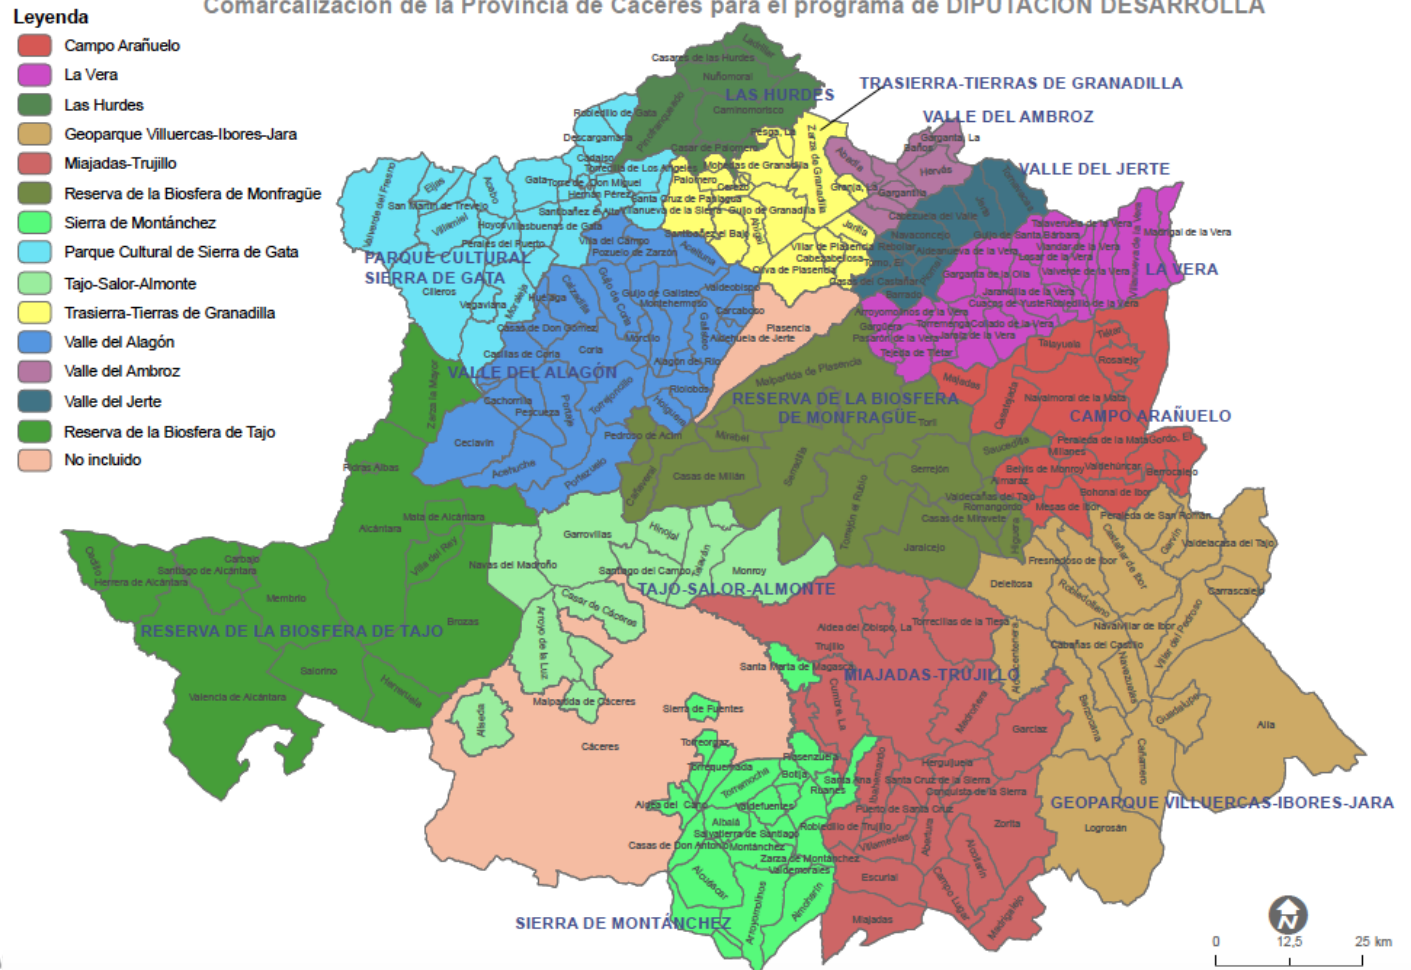 Comarcalización de la Provincia de Cáceres para el programa de DIPUTACIÓN DESARROLLA
Leyenda
Campo Arañuelo
La Vera
Las Hurdes
Geoparque Villuercas-Ibores-Jara
Miajadas-Trujillo
Reserva de la Biosfera de Monfragüe
Sierra de Montánchez
Parque Cultural de Sierra de Gata
Tajo-Salor-Almonte
Trasierra-Tierras de Granadilla
Valle del Alagón
Valle del Ambroz
Valle del Jerte
Reserva de la Biosfera de Tajo
No incluido
LAS HURDES
Ladrillar
Casares de las Hurdes
Nuñomoral
Caminomorisco
Pinofranqueado
Casar de Palomero
TRASIERRA-TIERRAS DE GRANADILLA
Pesga, La
Zarza de Granadilla
Mohedas de Granadilla
Palomero
Cerezo
Santa Cruz de Paniagua
Guijo de Granadilla
Santibáñez el Bajo
Ahigal
Granja, La
Jarilla
Villar de Plasencia
Cabezabellosa
Oliva de Plasencia
VALLE DEL AMBROZ
Abadía
Garganta, La
Baños
Hervás
Gargantilla
VALLE DEL JERTE
Tornavacas
Jerte
Cabezuela del Valle
Navaconcejo
Rebollar
Torno, El
Piornal
Casas del Castañar
Barrado
LA VERA
Madrigal de la Vera
Villanueva de la Vera
Talaveruela de la Vera
Guijo de Santa Bárbara
Viandar de la Vera
Losar de la Vera
Valverde de la Vera
Aldeanueva de la Vera
Garganta de la Olla
Jarandilla de la Vera
Cuacos de Yuste
Robledillo de la Vera
Arroyomolinos de la Vera
Gargüera
Torremenga
Collado de la Vera
Pasarón de la Vera
Jaraíz de la Vera
Tejeda de Tiétar
PARQUE CULTURAL
SIERRA DE GATA
Robledillo de Gata
Descargamaría
Cadalso
Torrecilla de Los Ángeles
Gata
Torre de Don Miguel
Hernán Pérez
Santibáñez el Alto
Villanueva de la Sierra
Valverde del Fresno
Eljas
San Martín de Trevejo
Acebo
Villamiel
Hoyos
Villasbuenas de Gata
Perales del Puerto
Cilleros
Vegaviana
Moraleja
VALLE DEL ALAGÓN
Villa del Campo
Pozuelo de Zarzón
Aceituna
Valdeobispo
Guijo de Galisteo
Montehermoso
Guijo de Coria
Calzadilla
Huélaga
Carcaboso
Aldehuela de Jerte
Galisteo
Casas de Don Gómez
Morcillo
Coria
Casillas de Coria
Alagón del Río
Riolobos
Holguera
Torrejoncillo
Portaje
Cachorrilla
Pescueza
Ceclavín
Acehúche
Portezuelo
Plasencia
RESERVA DE LA BIOSFERA
DE MONFRAGÜE
Malpartida de Plasencia
Pedroso de Acim
Mirabel
Toril
Cañaveral
Casas de Millán
Serradilla
Serrejón
Saucedilla
Torrejón el Rubio
Casas de Miravete
Jaraicejo
Romangordo
Higuera
Valdecañas del Tajo
CAMPO ARAÑUELO
Tiétar
Talayuela
Rosalejo
Majadas
Casatejada
Navalmoral de la Mata
Peraleda de la Mata
Gordo, El
Millanes
Belvís de Monroy
Valdehúncar
Berrocalejo
Almaraz
Bohonal de Ibor
Mesas de Ibor
RESERVA DE LA BIOSFERA DE TAJO
Zarza la Mayor
Piedras Albas
Alcántara
Mata de Alcántara
Villa del Rey
Cedillo
Herrera de Alcántara
Santiago de Alcántara
Carbajo
Membrío
Brozas
Salorino
Herreruela
Valencia de Alcántara
TAJO-SALOR-ALMONTE
Garrovillas
Hinojal
Talaván
Navas del Madroño
Santiago del Campo
Monroy
Casar de Cáceres
Arroyo de la Luz
Malpartida de Cáceres
Aliseda
Cáceres
GEOPARQUE VILLUERCAS-IBORES-JARA
Peraleda de San Román
Valdelacasa del Tajo
Garvín
Castañar de Ibor
Fresnedoso de Ibor
Deleitosa
Robledollano
Carrascalejo
Navalvillar de Ibor
Villar del Pedroso
Cabañas del Castillo
Navezuelas
Aldeacentenera
Guadalupe
Berzocana
Alía
Cañamero
Logrosán
MIAJADAS-TRUJILLO
Aldea del Obispo, La
Torrecillas de la Tiesa
Trujillo
Cumbre, La
Madroñera
Garciaz
Herguijuela
Ibahernando
Santa Cruz de la Sierra
Conquista de la Sierra
Puerto de Santa Cruz
Zorita
Robledillo de Trujillo
Villamesías
Abertura
Alcollarín
Escurial
Campo Lugar
Miajadas
Madrigalejo
SIERRA DE MONTÁNCHEZ
Santa Marta de Magasca
Sierra de Fuentes
Torreorgaz
Torrequemada
Plasenzuela
Botija
Santa Ana
Ruanes
Torremocha
Aldea del Cano
Valdefuentes
Albalá
Salvatierra de Santiago
Casas de Don Antonio
Montánchez
Zarza de Montánchez
Valdemorales
Alcuéscar
Arroyomolinos
Almoharín
N
0 12,5 25 km